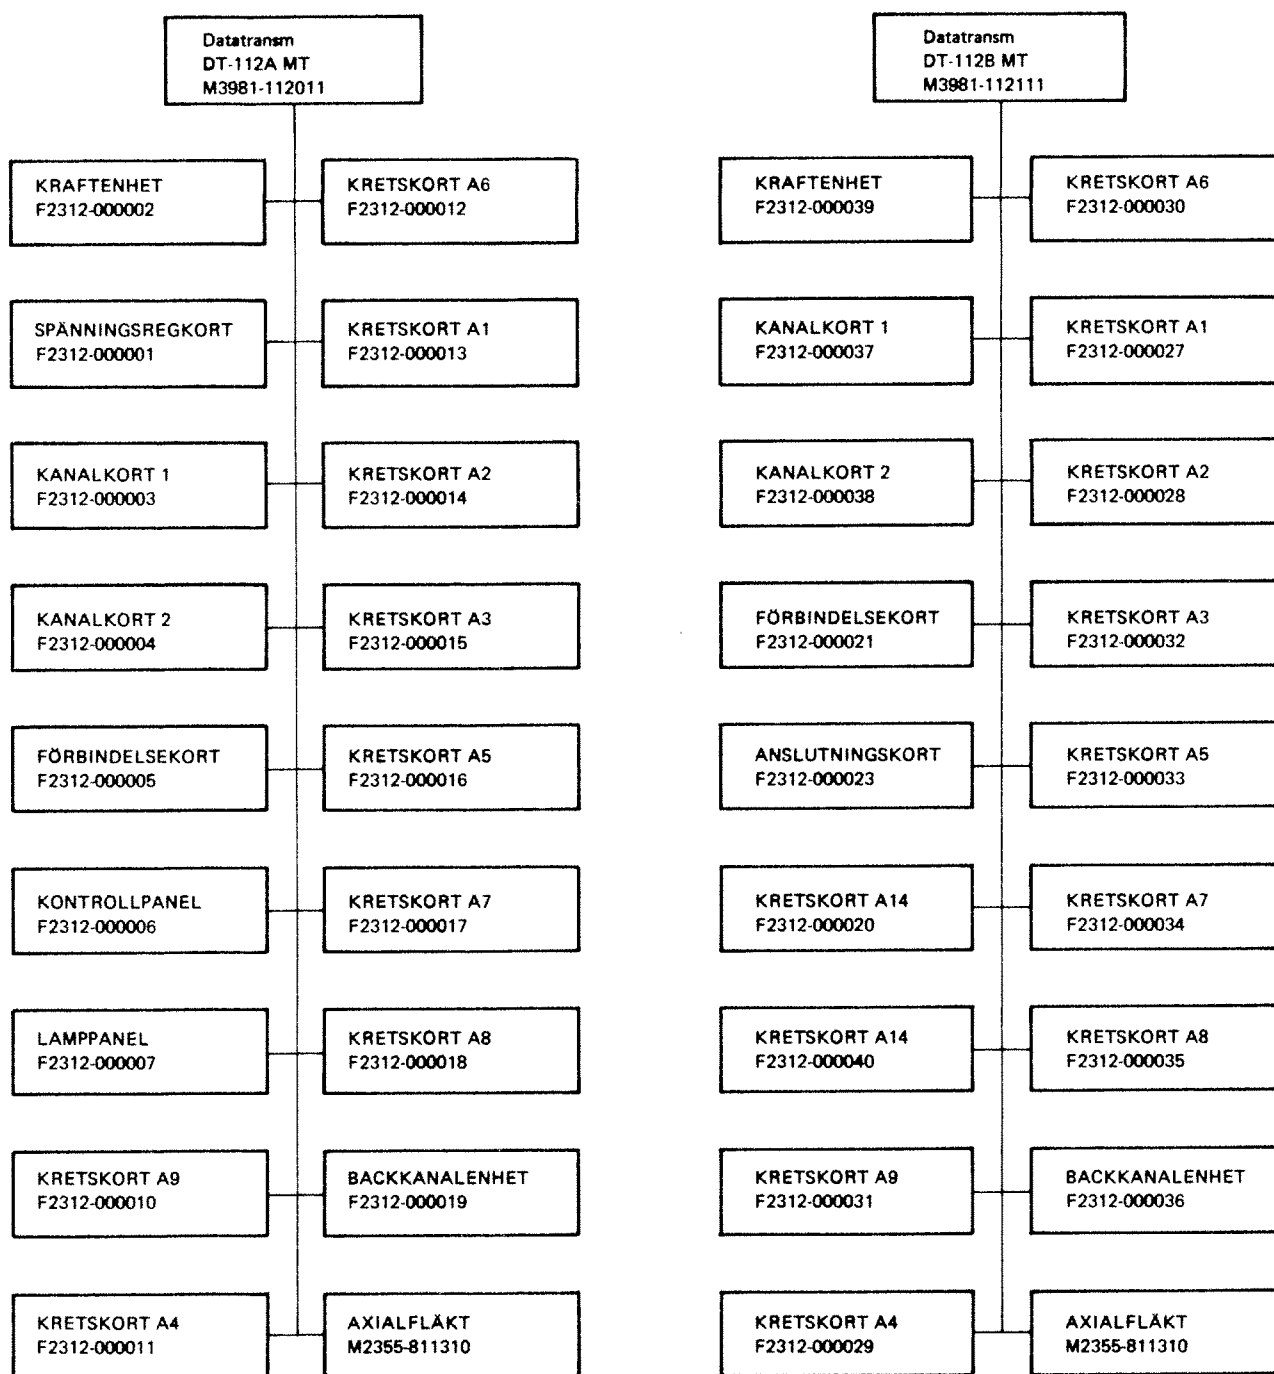 Datatransm
DT-112A MT
M3981-112011
KRAFTENHET
F2312-000002
KRETSKORT A6
F2312-000012
SPÄNNINGSREGKORT
F2312-000001
KRETSKORT A1
F2312-000013
KANALKORT 1
F2312-000003
KRETSKORT A2
F2312-000014
KANALKORT 2
F2312-000004
KRETSKORT A3
F2312-000015
FÖRBINDELSEKORT
F2312-000005
KRETSKORT A5
F2312-000016
KONTROLLPANEL
F2312-000006
KRETSKORT A7
F2312-000017
LAMPPANEL
F2312-000007
KRETSKORT A8
F2312-000018
KRETSKORT A9
F2312-000010
BACKKANALENHET
F2312-000019
KRETSKORT A4
F2312-000011
AXIALFLÄKT
M2355-811310
Datatransm
DT-112B MT
M3981-112111
KRAFTENHET
F2312-000039
KRETSKORT A6
F2312-000030
KANALKORT 1
F2312-000037
KRETSKORT A1
F2312-000027
KANALKORT 2
F2312-000038
KRETSKORT A2
F2312-000028
FÖRBINDELSEKORT
F2312-000021
KRETSKORT A3
F2312-000032
ANSLUTNINGSKORT
F2312-000023
KRETSKORT A5
F2312-000033
KRETSKORT A14
F2312-000020
KRETSKORT A7
F2312-000034
KRETSKORT A14
F2312-000040
KRETSKORT A8
F2312-000035
KRETSKORT A9
F2312-000031
BACKKANALENHET
F2312-000036
KRETSKORT A4
F2312-000029
AXIALFLÄKT
M2355-811310